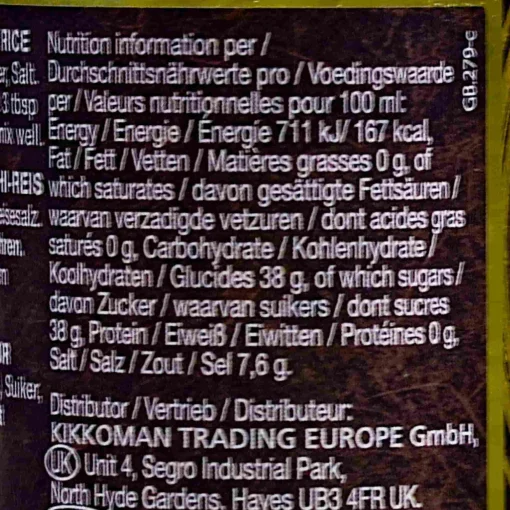 RICE
Salt.
3 tbsp
mix well.
HI-REIS
Suiker,
Nutrition information per /
Durchschnittsnährwerte pro / Voedingswaarde
per / Valeurs nutritionnelles pour 100 ml:
Energy / Energie / Énergie 711 kJ/ 167 kcal,
Fat / Fett / Vetten / Matières grasses 0 g, of
which saturates / davon gesättigte Fettsäuren /
waarvan verzadigde vetzuren / dont acides gras
saturés 0 g, Carbohydrate / Kohlenhydrate /
Koolhydraten / Glucides 38 g, of which sugars /
davon Zucker / waarvan suikers / dont sucres
38 g, Protein / Eiweiß / Eiwitten / Protéines 0 g,
Salt / Salz / Zout / Sel 7,6 g.
Distributor / Vertrieb / Distributeur:
KIKKOMAN TRADING EUROPE GmbH,
UK Unit 4, Segro Industrial Park,
North Hyde Gardens, Hayes UB3 4FR UK.
GB.279-e